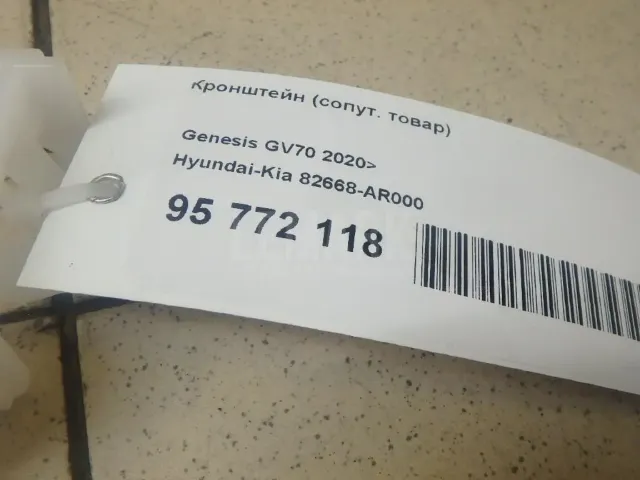 Кронштейн (сопут. товар)
Genesis GV70 2020>
Hyundai-Kia 82668-AR000
95 772 118